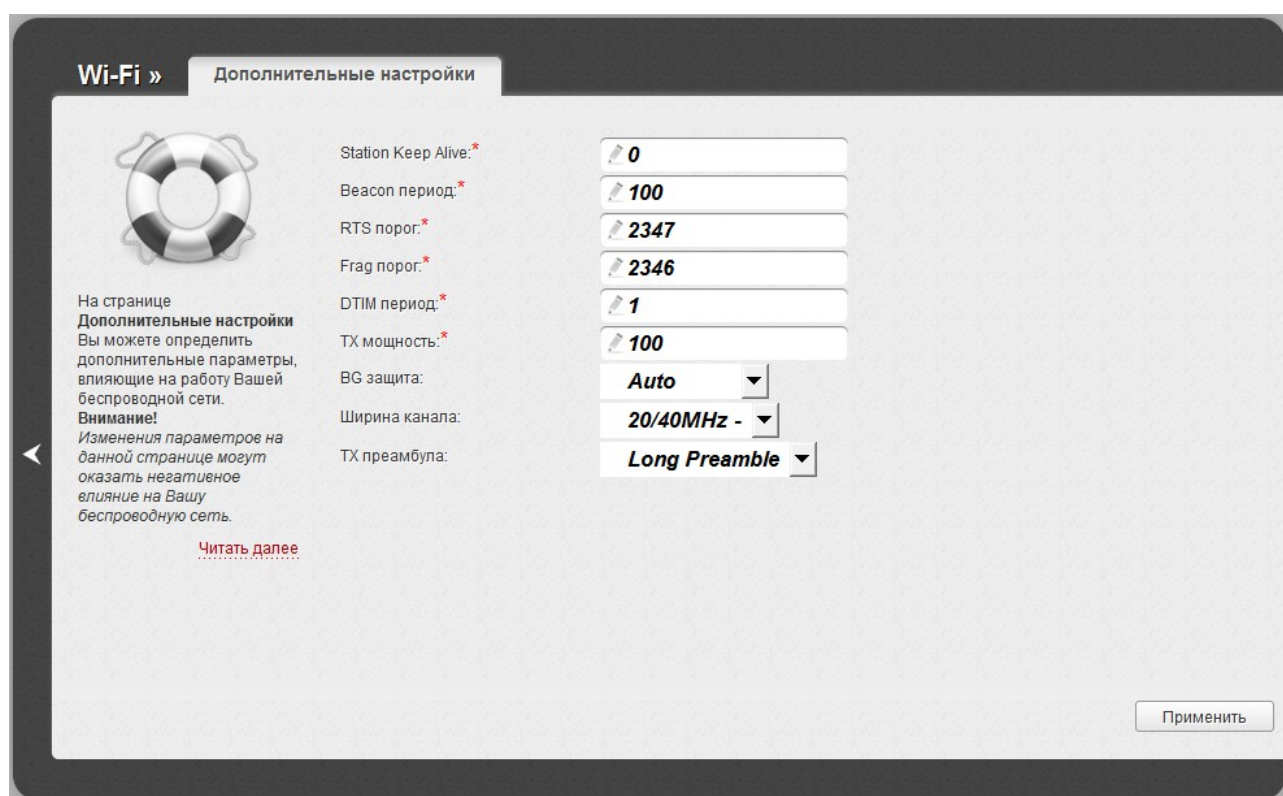 Wi-Fi »
Дополнительные настройки
Station Keep Alive:* 0
Beacon период:* 100
RTS порог:* 2347
Frag порог:* 2346
DTIM период:* 1
TX мощность:* 100
BG защита: Auto
Ширина канала: 20/40MHz -
TX преамбула: Long Preamble
На странице
Дополнительные настройки
Вы можете определить
дополнительные параметры,
влияющие на работу Вашей
беспроводной сети.
Внимание!
Изменения параметров на
данной странице могут
оказать негативное
влияние на Вашу
беспроводную сеть.
Читать далее
Применить